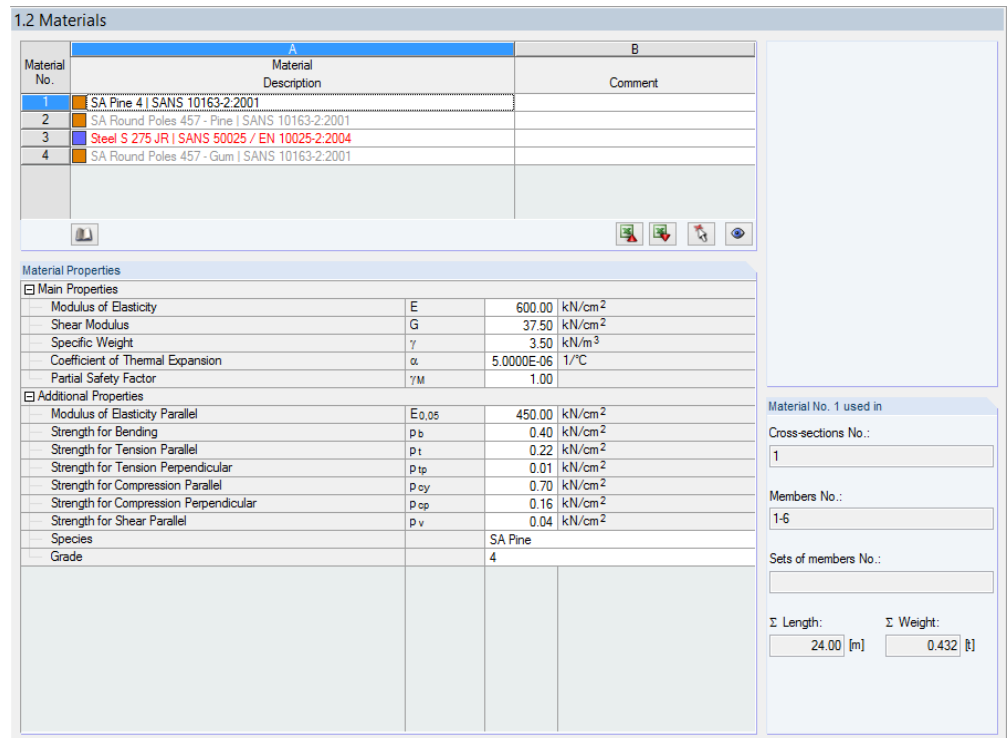 1.2 Materials
A B
Material No. Material Description Comment
1 SA Pine 4 | SANS 10163-2:2001
2 SA Round Poles 457 - Pine | SANS 10163-2:2001
3 Steel S 275 JR | SANS 50025 / EN 10025-2:2004
4 SA Round Poles 457 - Gum | SANS 10163-2:2001
Material Properties
Main Properties
Modulus of Elasticity E 600.00 kN/cm2
Shear Modulus G 37.50 kN/cm2
Specific Weight γ 3.50 kN/m3
Coefficient of Thermal Expansion α 5.0000E-06 1/°C
Partial Safety Factor γM 1.00
Additional Properties
Modulus of Elasticity Parallel E0,05 450.00 kN/cm2
Strength for Bending pb 0.40 kN/cm2
Strength for Tension Parallel pt 0.22 kN/cm2
Strength for Tension Perpendicular ptp 0.01 kN/cm2
Strength for Compression Parallel pcy 0.70 kN/cm2
Strength for Compression Perpendicular pcp 0.16 kN/cm2
Strength for Shear Parallel pv 0.04 kN/cm2
Species SA Pine
Grade 4
Material No. 1 used in
Cross-sections No.:
1
Members No.:
1-6
Sets of members No.:
Σ Length: Σ Weight:
24.00 [m] 0.432 [t]